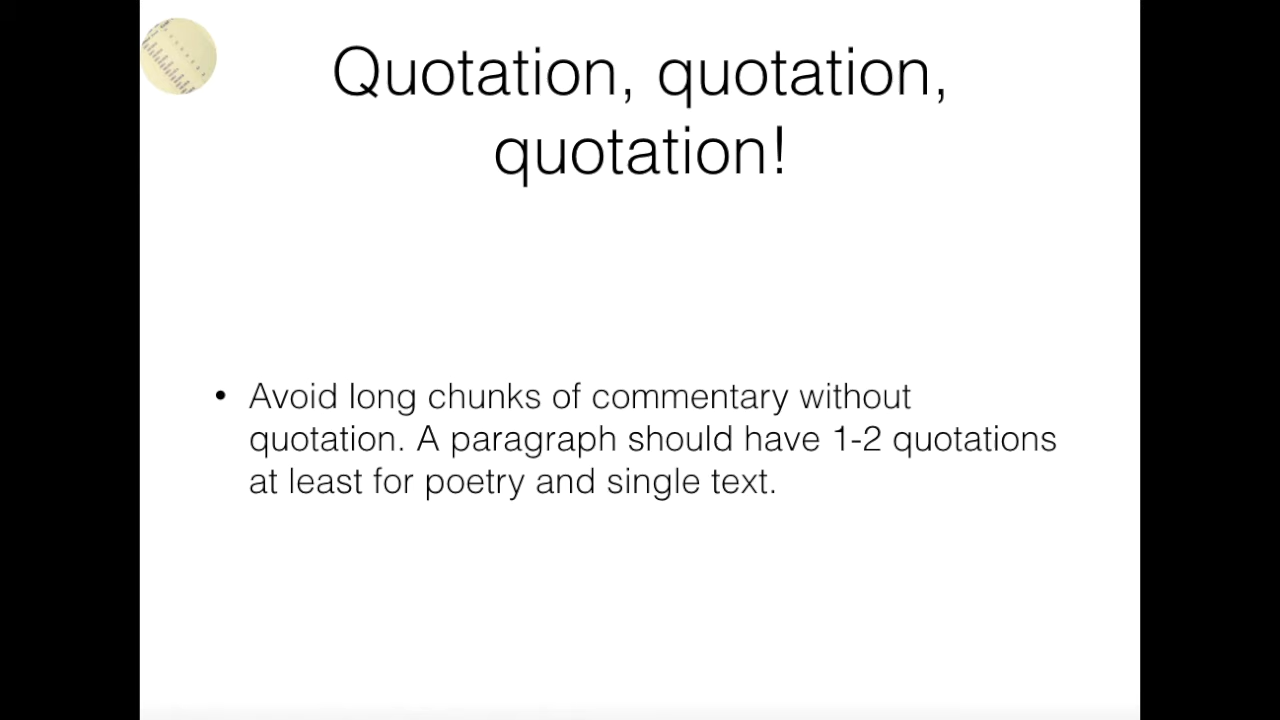 Quotation, quotation,
quotation!
• Avoid long chunks of commentary without
quotation. A paragraph should have 1-2 quotations
at least for poetry and single text.